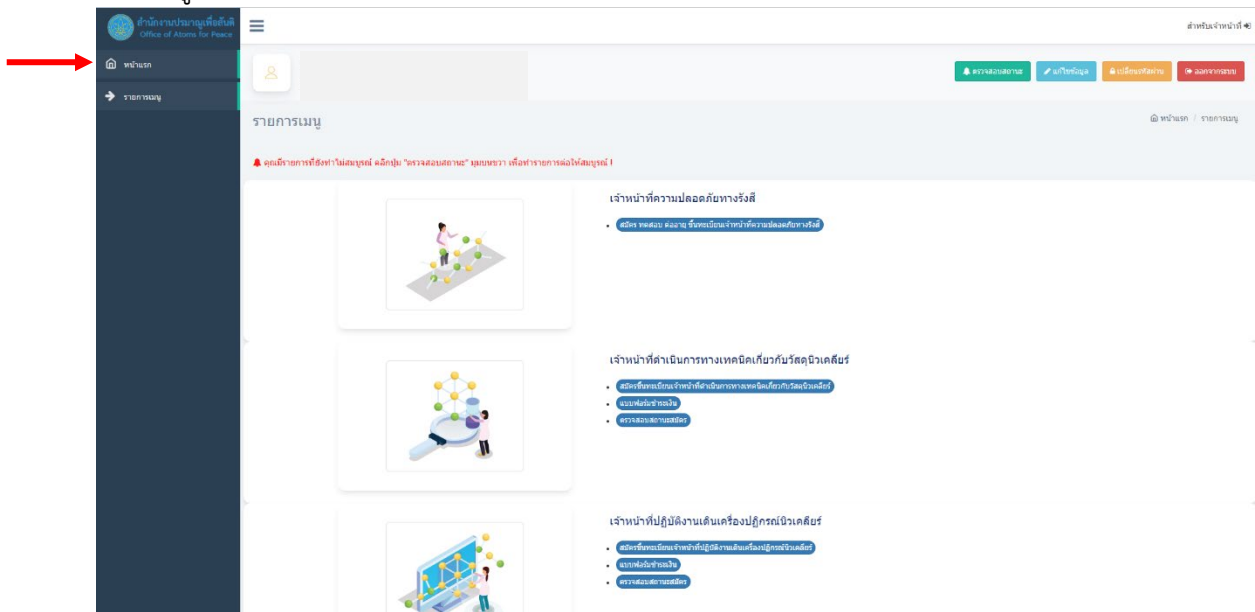 สำนักงานปรมาณูเพื่อสันติ
Office of Atoms for Peace
สำหรับเจ้าหน้าที่
หน้าแรก
รายการเมนู
ตรวจสอบสถานะ
แก้ไขข้อมูล
เปลี่ยนรหัสผ่าน
ออกจากระบบ
รายการเมนู
หน้าแรก / รายการเมนู
คุณมีรายการที่ยังทำไม่สมบูรณ์ คลิกปุ่ม "ตรวจสอบสถานะ" มุมบนขวา เพื่อทำรายการต่อให้สมบูรณ์ !
เจ้าหน้าที่ความปลอดภัยทางรังสี
สมัคร ทดสอบ ต่ออายุ ขึ้นทะเบียนเจ้าหน้าที่ความปลอดภัยทางรังสี
เจ้าหน้าที่ดำเนินการทางเทคนิคเกี่ยวกับวัสดุนิวเคลียร์
สมัครขึ้นทะเบียนเจ้าหน้าที่ดำเนินการทางเทคนิคเกี่ยวกับวัสดุนิวเคลียร์
แบบฟอร์มชำระเงิน
ตรวจสอบสถานะสมัคร
เจ้าหน้าที่ปฏิบัติงานเดินเครื่องปฏิกรณ์นิวเคลียร์
สมัครขึ้นทะเบียนเจ้าหน้าที่ปฏิบัติงานเดินเครื่องปฏิกรณ์นิวเคลียร์
แบบฟอร์มชำระเงิน
ตรวจสอบสถานะสมัคร